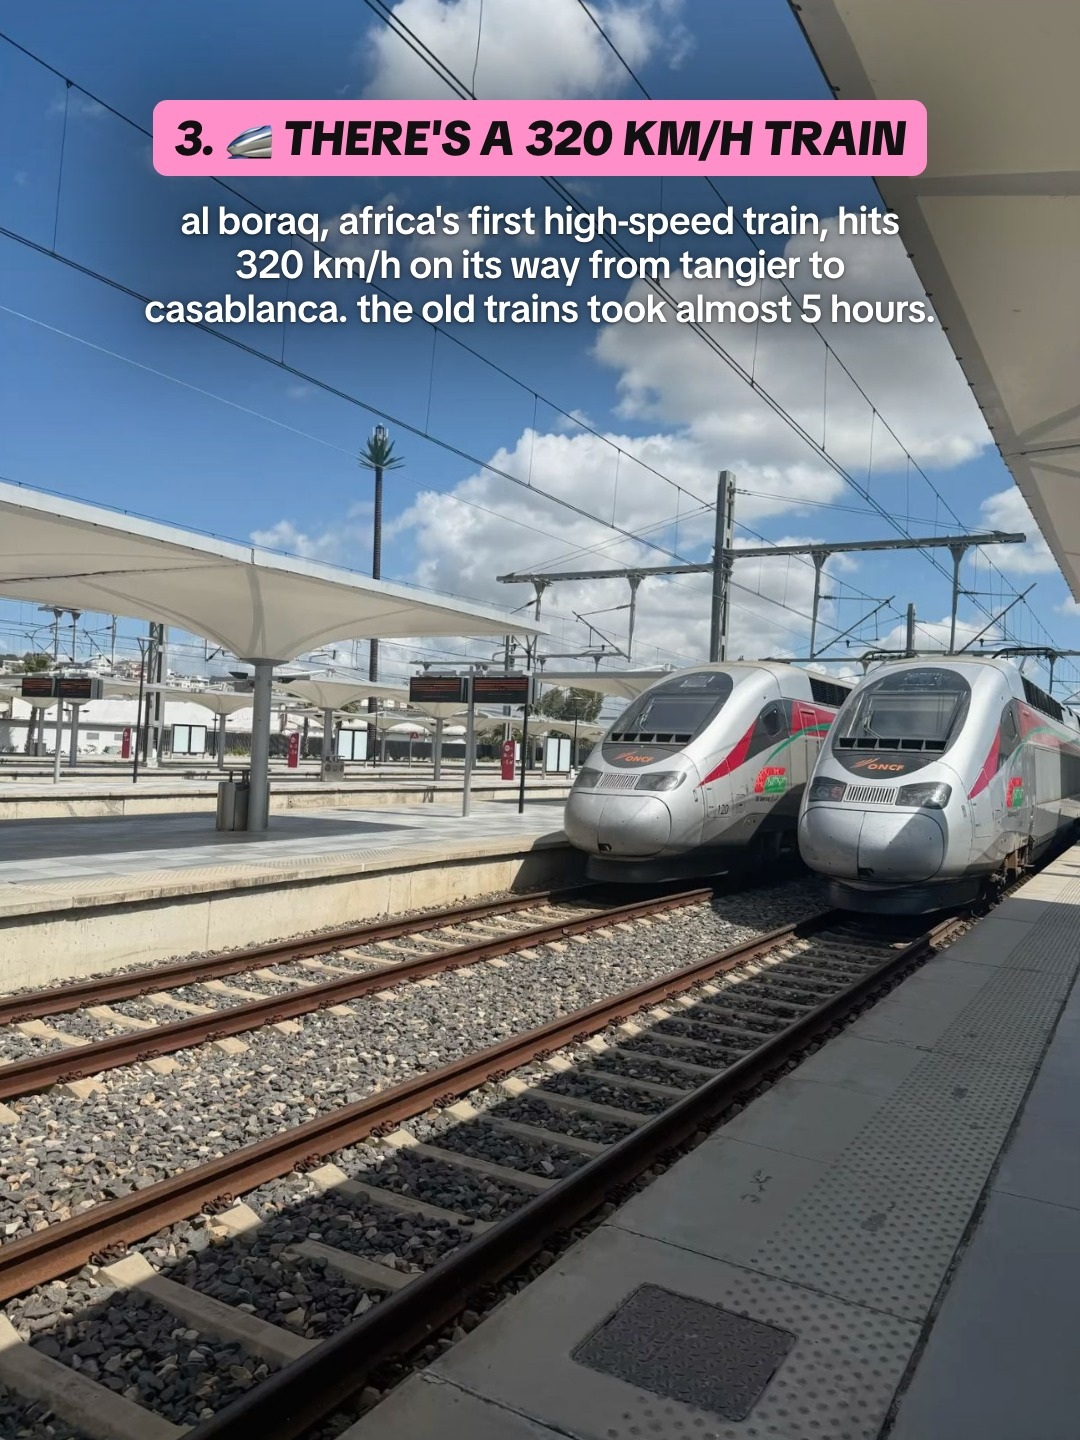 3. 🚄 THERE'S A 320 KM/H TRAIN
al boraq, africa's first high-speed train, hits
320 km/h on its way from tangier to
casablanca. the old trains took almost 5 hours.
ONCF
ONCF
120